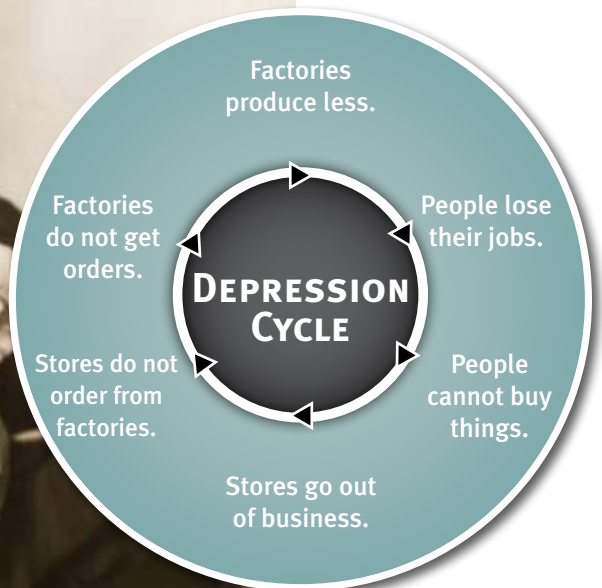 Factories
produce less.
People lose
their jobs.
People
cannot buy
things.
Stores go out
of business.
Stores do not
order from
factories.
Factories
do not get
orders.
DEPRESSION
CYCLE